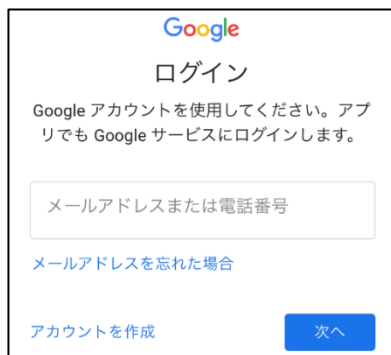 Google
ログイン
Google アカウントを使用してください。アプ
リでも Google サービスにログインします。
メールアドレスまたは電話番号
メールアドレスを忘れた場合
アカウントを作成
次へ